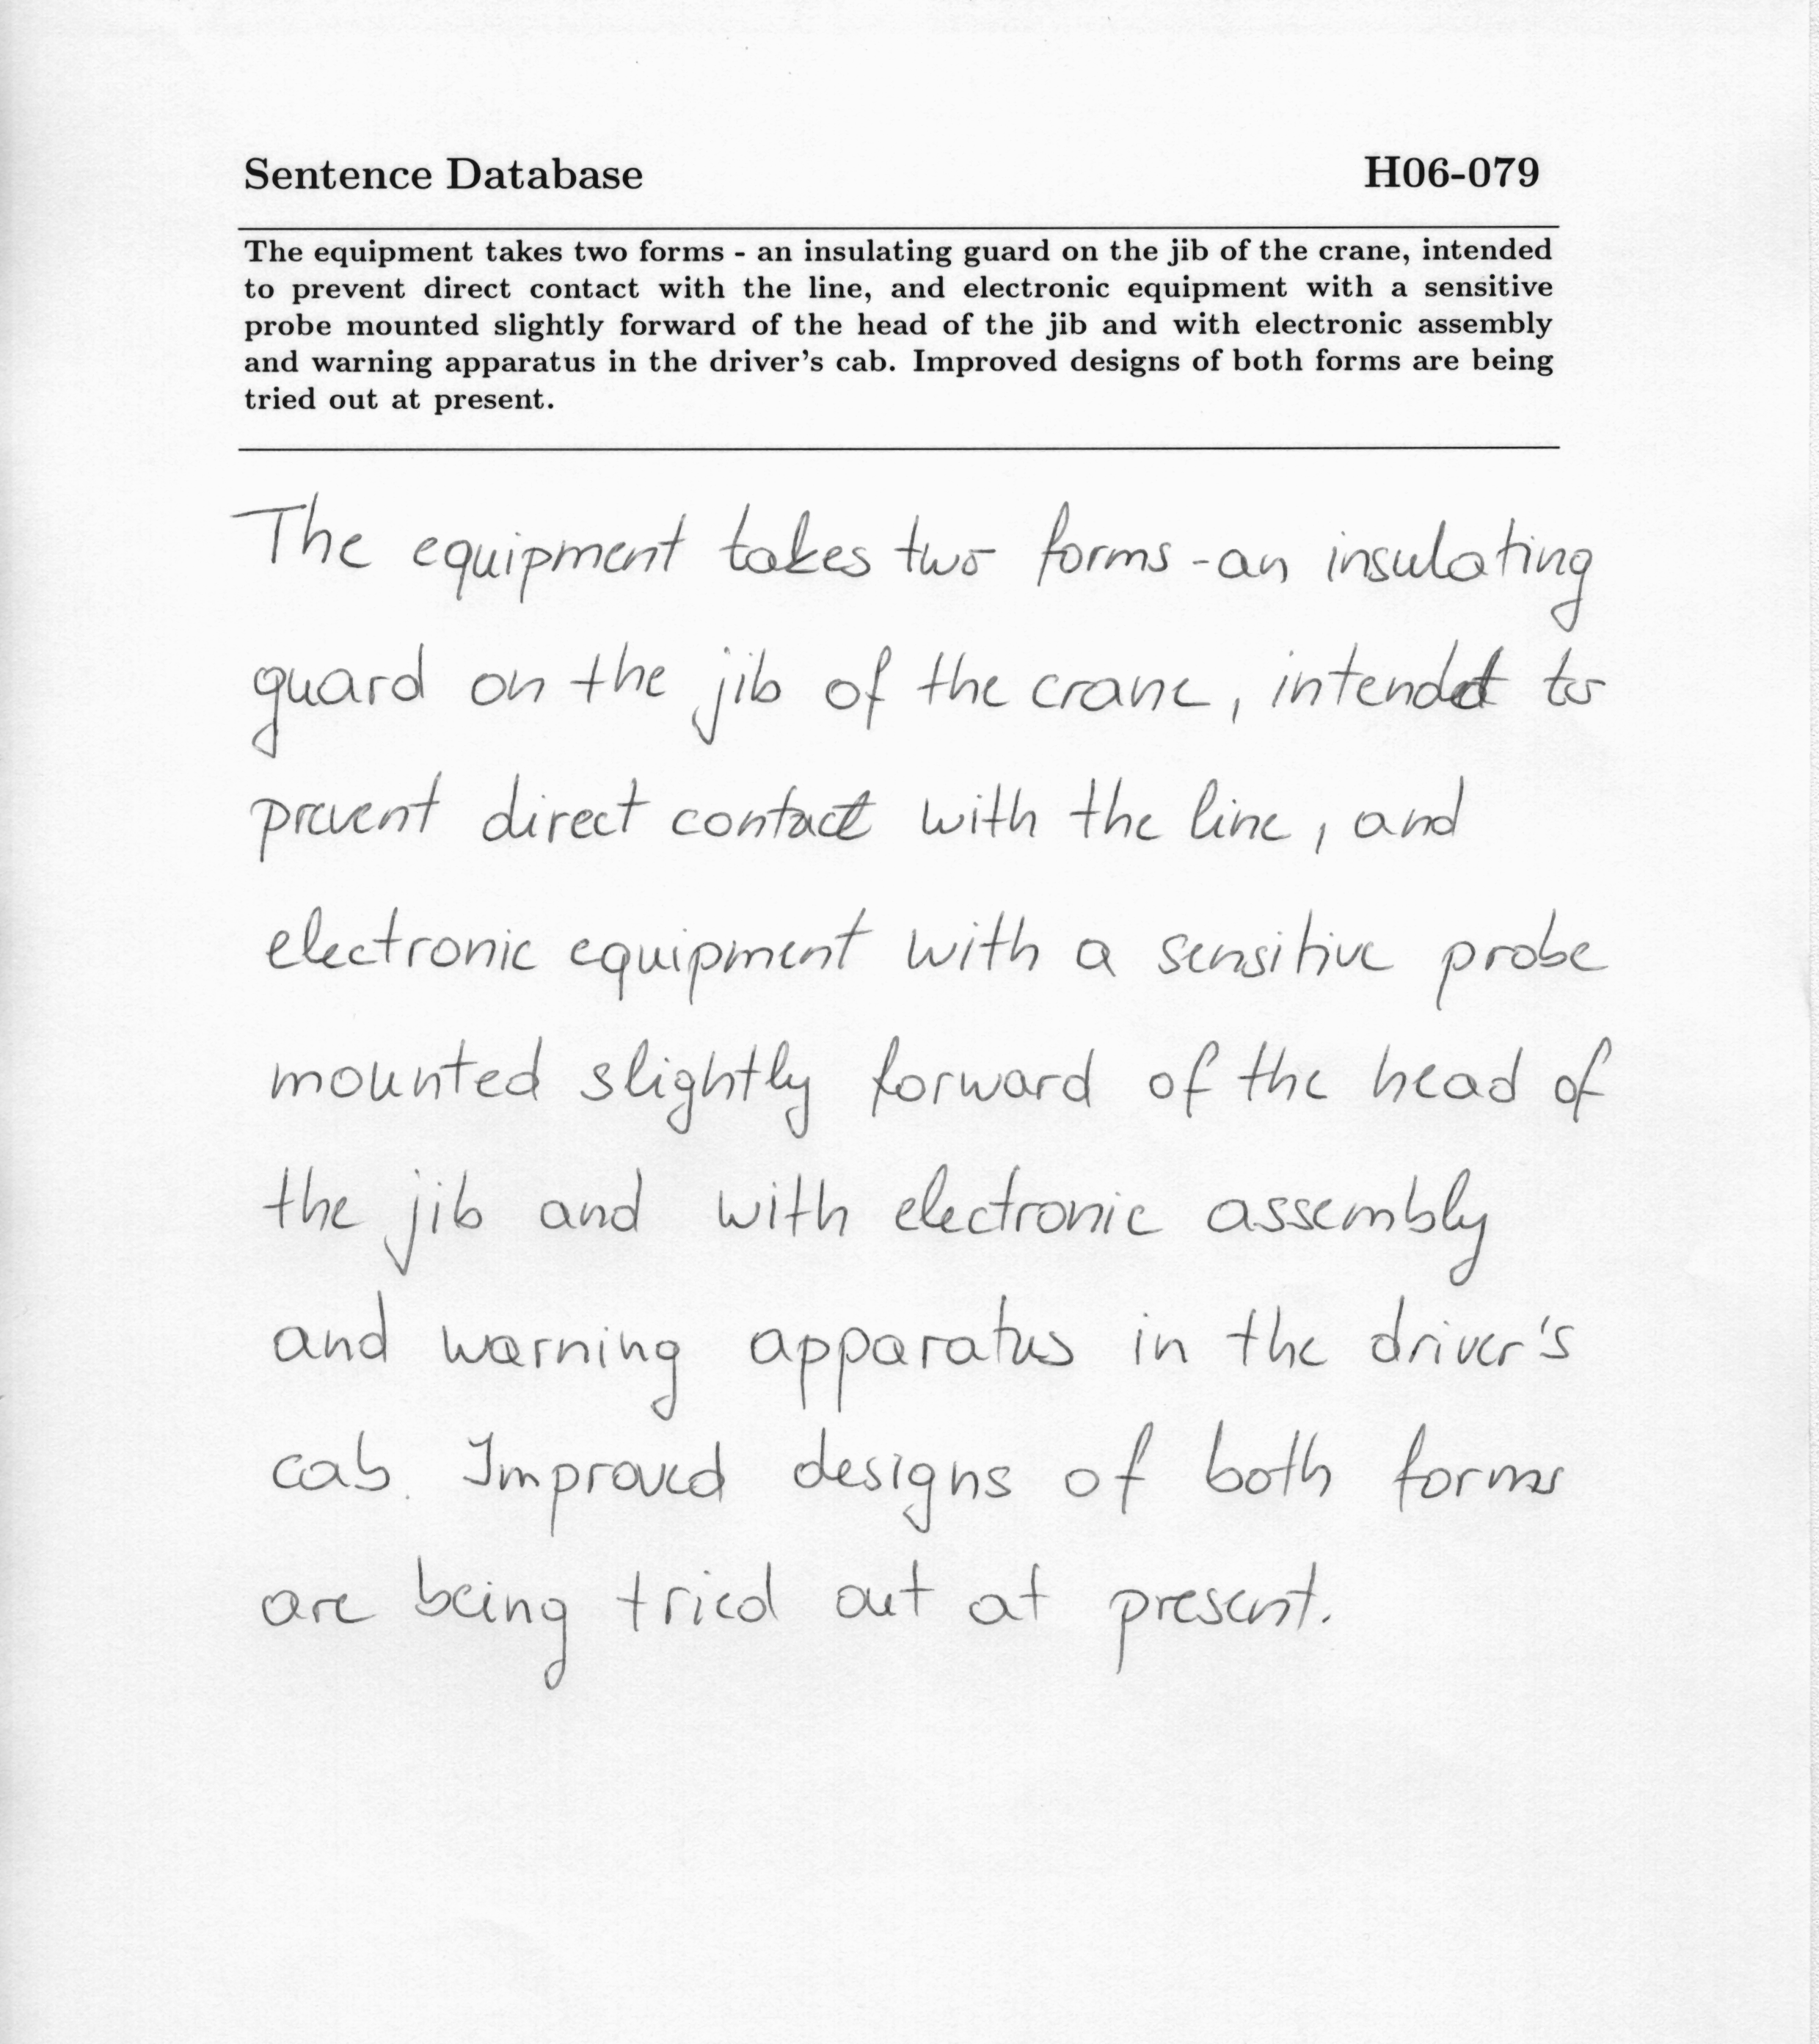 Sentence Database H06-079
The equipment takes two forms - an insulating guard on the jib of the crane, intended
to prevent direct contact with the line, and electronic equipment with a sensitive
probe mounted slightly forward of the head of the jib and with electronic assembly
and warning apparatus in the driver's cab. Improved designs of both forms are being
tried out at present.
The equipment takes two forms - an insulating
guard on the jib of the crane, intended to
prevent direct contact with the line, and
electronic equipment with a sensitive probe
mounted slightly forward of the head of
the jib and with electronic assembly
and warning apparatus in the driver's
cab. Improved designs of both forms
are being tried out at present.